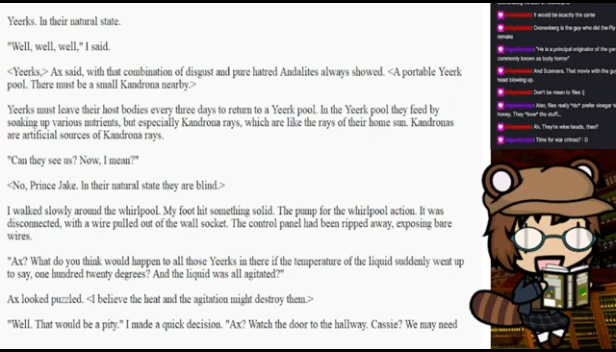 Yeerks. In their natural state.
"Well, well, well," I said.
<Yeerks,> Ax said, with that combination of disgust and pure hatred Andalites always showed. <A portable Yeerk
pool. There must be a small Kandrona nearby.>
Yeerks must leave their host bodies every three days to return to a Yeerk pool. In the Yeerk pool they feed by
soaking up various nutrients, but especially Kandrona rays, which are like the rays of their home sun. Kandronas
are artificial sources of Kandrona rays.
"Can they see us? Now, I mean?"
<No, Prince Jake. In their natural state they are blind.>
I walked slowly around the whirlpool. My foot hit something solid. The pump for the whirlpool action. It was
disconnected, with a wire pulled out of the wall socket. The control panel had been ripped away, exposing bare
wires.
"Ax? What do you think would happen to all those Yeerks in there if the temperature of the liquid suddenly went up
to say, one hundred twenty degrees? And the liquid was all agitated?"
Ax looked puzzled. <I believe the heat and the agitation might destroy them.>
"Well. That would be a pity." I made a quick decision. "Ax? Watch the door to the hallway. Cassie? We may need
It would be exactly the same
Cronenberg is the guy who did the Fly
remake
"He is a principal originator of the genre
commonly known as body horror"
And Scanners. That movie with the guy
head blowing up.
Don't be mean to flies :(
Also, flies really *do* prefer vinegar to
honey. They *love* the stuff...
Ah. They're wine beads, then?
Time for war crimes? : D